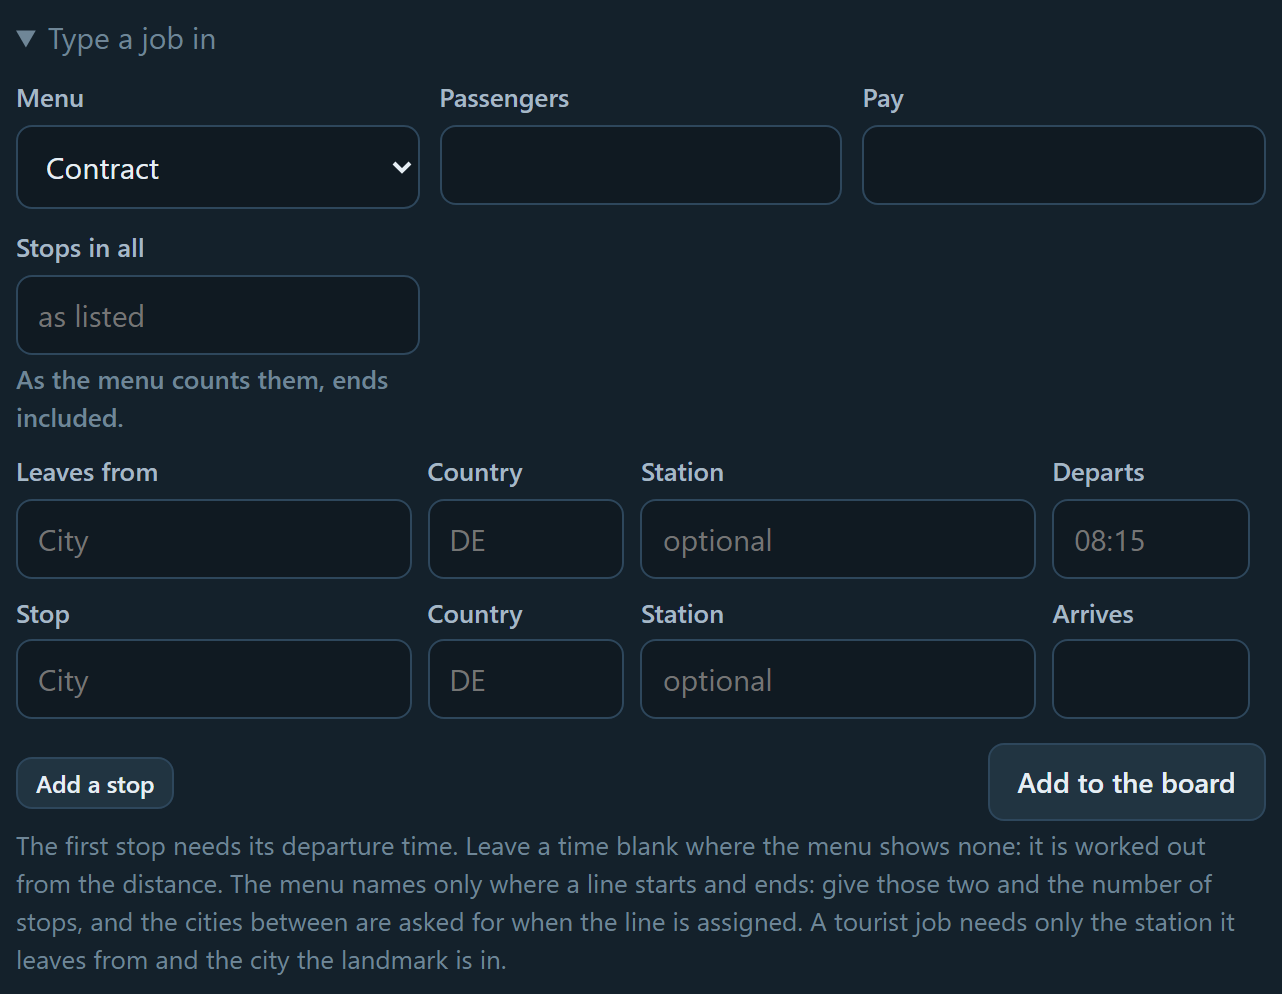 ▼ Type a job in
Menu
Passengers
Pay
Contract
Stops in all
as listed
As the menu counts them, ends
included.
Leaves from
Country
Station
Departs
City
DE
optional
08:15
Stop
Country
Station
Arrives
City
DE
optional
Add a stop
Add to the board
The first stop needs its departure time. Leave a time blank where the menu shows none: it is worked out
from the distance. The menu names only where a line starts and ends: give those two and the number of
stops, and the cities between are asked for when the line is assigned. A tourist job needs only the station it
leaves from and the city the landmark is in.